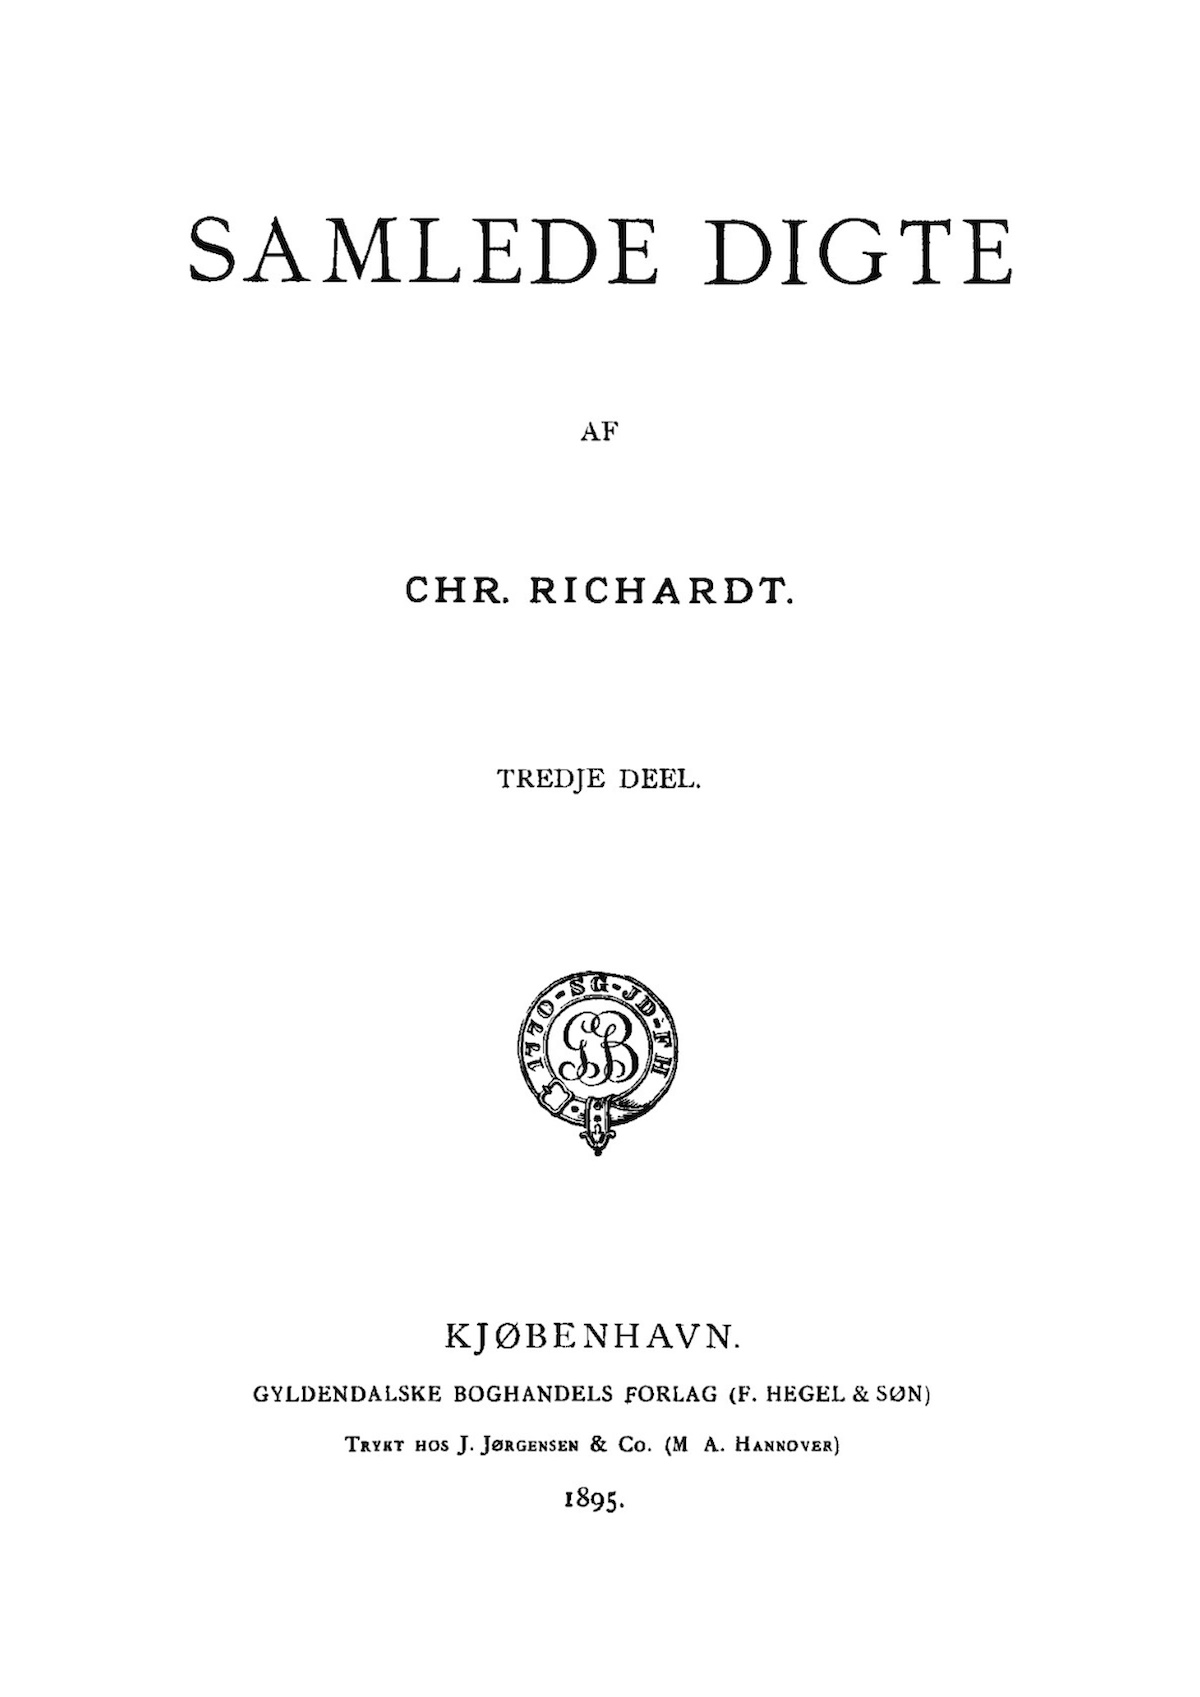 SAMLEDE DIGTE
AF
CHR. RICHARDT.
TREDJE DEEL.
1770-SG-JD-FH
GB
KJØBENHAVN.
GYLDENDALSKE BOGHANDELS FORLAG (F. HEGEL & SØN)
TRYKT HOS J. JØRGENSEN & CO. (M A. HANNOVER)
1895.